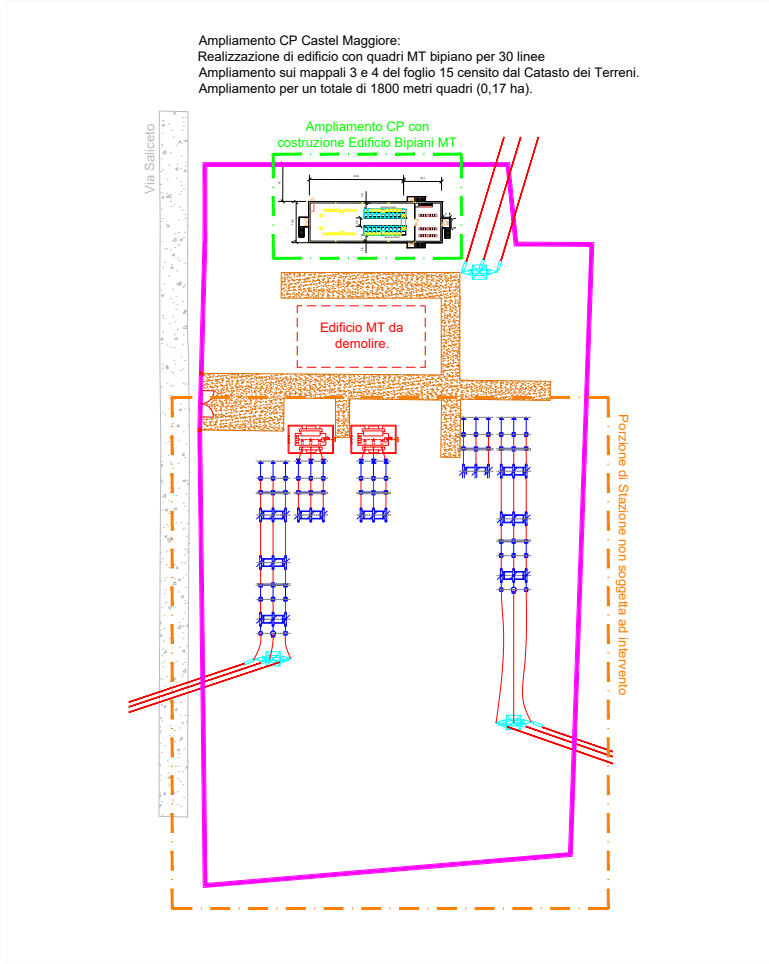 Ampliamento CP Castel Maggiore:
Realizzazione di edificio con quadri MT bipiano per 30 linee
Ampliamento sui mappali 3 e 4 del foglio 15 censito dal Catasto dei Terreni.
Ampliamento per un totale di 1800 metri quadri (0,17 ha).
Via Saliceto
Ampliamento CP con
costruzione Edificio Bipiani MT
Edificio MT da
demolire.
Porzione di Stazione non soggetta ad intervento